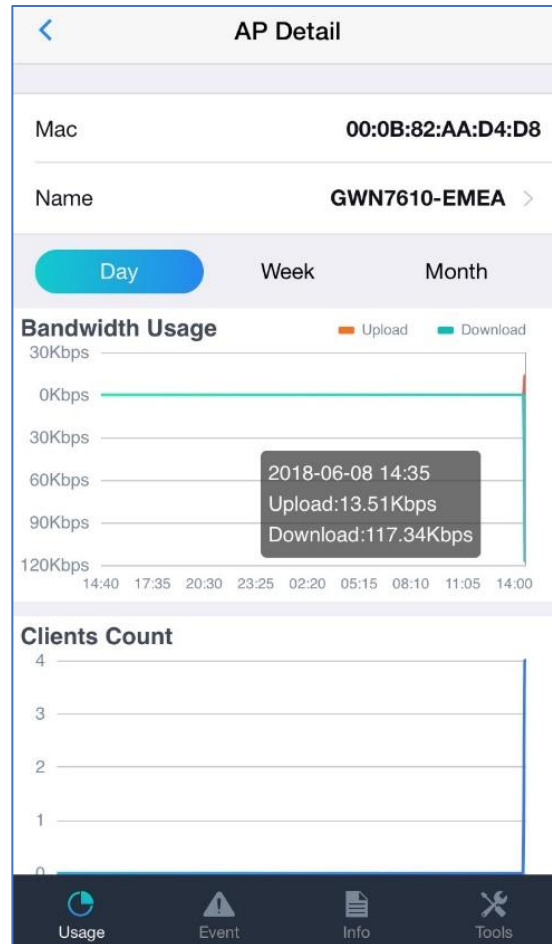 AP Detail
Mac 00:0B:82:AA:D4:D8
Name GWN7610-EMEA >
Day Week Month
Bandwidth Usage Upload Download
30Kbps
0Kbps
30Kbps
60Kbps
90Kbps
120Kbps
2018-06-08 14:35
Upload:13.51Kbps
Download:117.34Kbps
14:40 17:35 20:30 23:25 02:20 05:15 08:10 11:05 14:00
Clients Count
4
3
2
1
0
Usage Event Info Tools